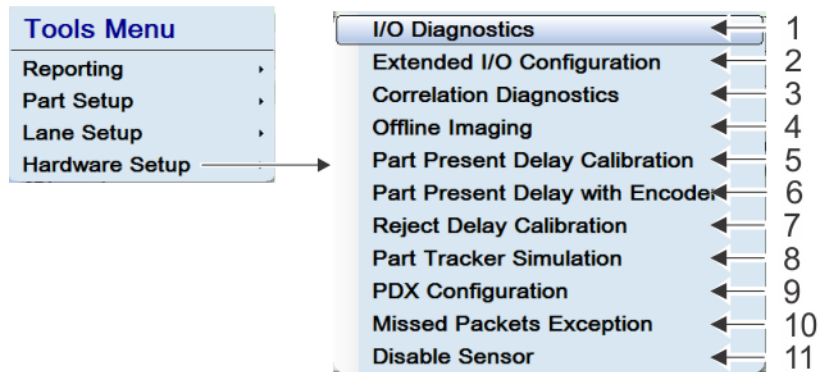 Tools Menu
Reporting
Part Setup
Lane Setup
Hardware Setup
I/O Diagnostics 1
Extended I/O Configuration 2
Correlation Diagnostics 3
Offline Imaging 4
Part Present Delay Calibration 5
Part Present Delay with Encoder 6
Reject Delay Calibration 7
Part Tracker Simulation 8
PDX Configuration 9
Missed Packets Exception 10
Disable Sensor 11